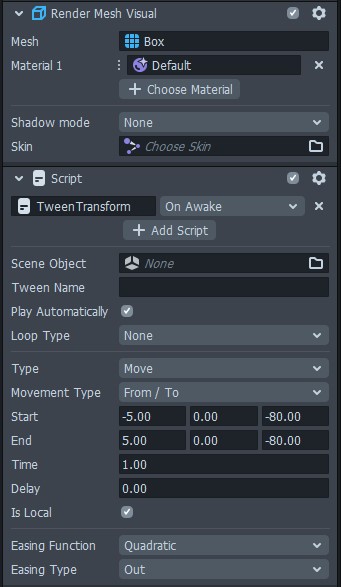 Render Mesh Visual
Mesh Box
Material 1 Default
+ Choose Material
Shadow mode None
Skin Choose Skin
Script
TweenTransform On Awake
+ Add Script
Scene Object None
Tween Name
Play Automatically
Loop Type None
Type Move
Movement Type From / To
Start -5.00 0.00 -80.00
End 5.00 0.00 -80.00
Time 1.00
Delay 0.00
Is Local
Easing Function Quadratic
Easing Type Out